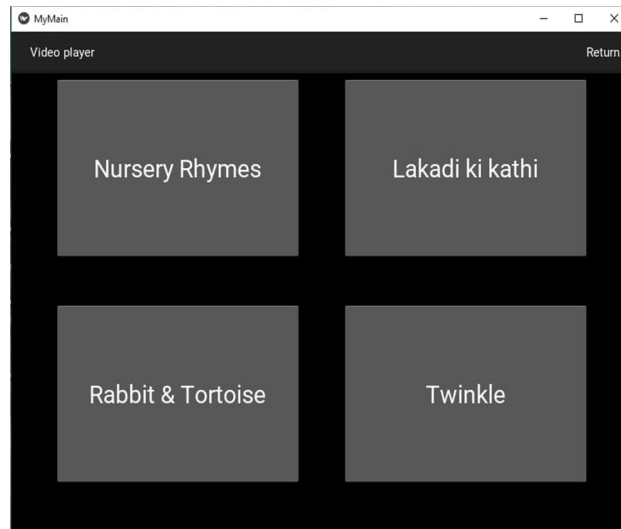 MyMain
Video player
Return
Nursery Rhymes
Lakadi ki kathi
Rabbit & Tortoise
Twinkle